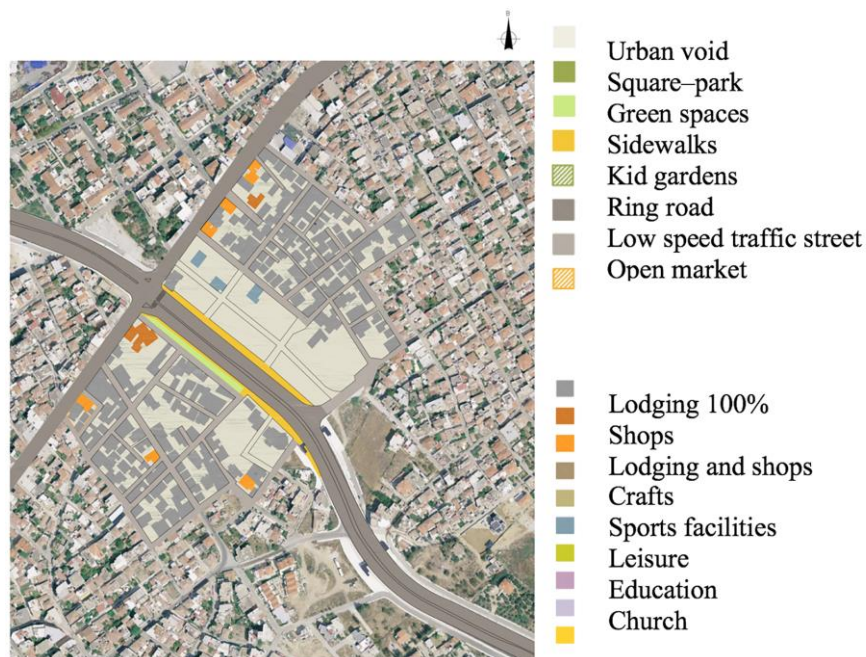 Urban void
Square–park
Green spaces
Sidewalks
Kid gardens
Ring road
Low speed traffic street
Open market
Lodging 100%
Shops
Lodging and shops
Crafts
Sports facilities
Leisure
Education
Church